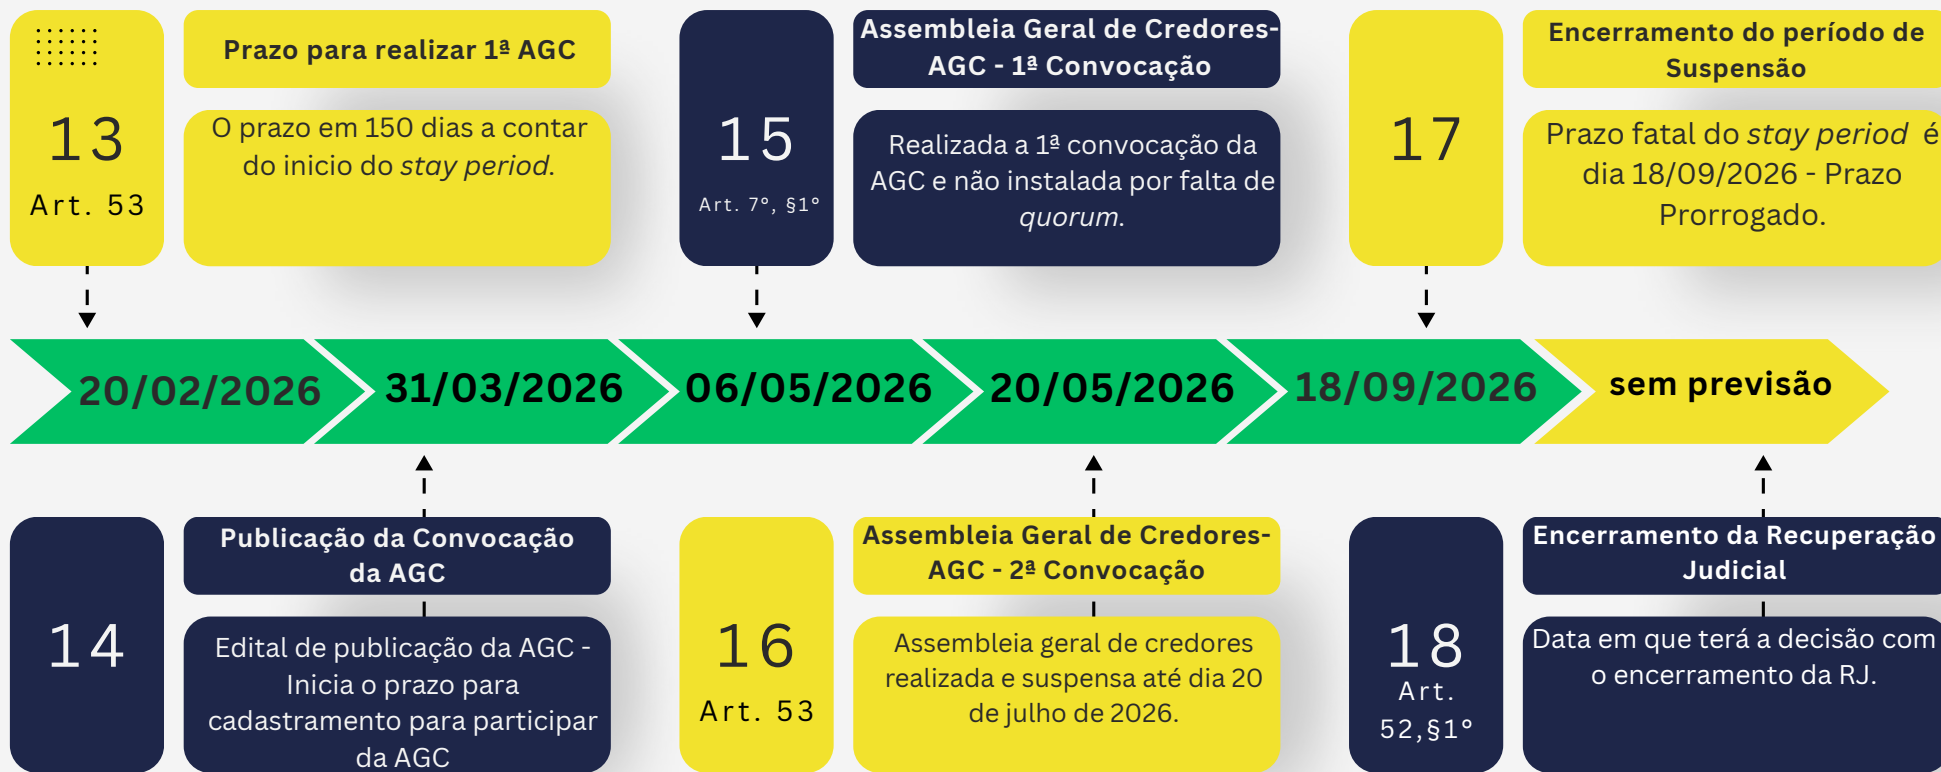 Prazo para realizar 1ª AGC
13
Art. 53
O prazo em 150 dias a contar
do inicio do stay period.
Assembleia Geral de Credores-
AGC - 1ª Convocação
15
Art. 7º, §1º
Realizada a 1ª convocação da
AGC e não instalada por falta de
quorum.
Encerramento do período de
Suspensão
17
Prazo fatal do stay period é
dia 18/09/2026 - Prazo
Prorrogado.
20/02/2026
31/03/2026
06/05/2026
20/05/2026
18/09/2026
sem previsão
Publicação da Convocação
da AGC
14
Edital de publicação da AGC -
Inicia o prazo para
cadastramento para participar
da AGC
Assembleia Geral de Credores-
AGC - 2ª Convocação
16
Art. 53
Assembleia geral de credores
realizada e suspensa até dia 20
de julho de 2026.
Encerramento da Recuperação
Judicial
18
Art.
52,§1º
Data em que terá a decisão com
o encerramento da RJ.